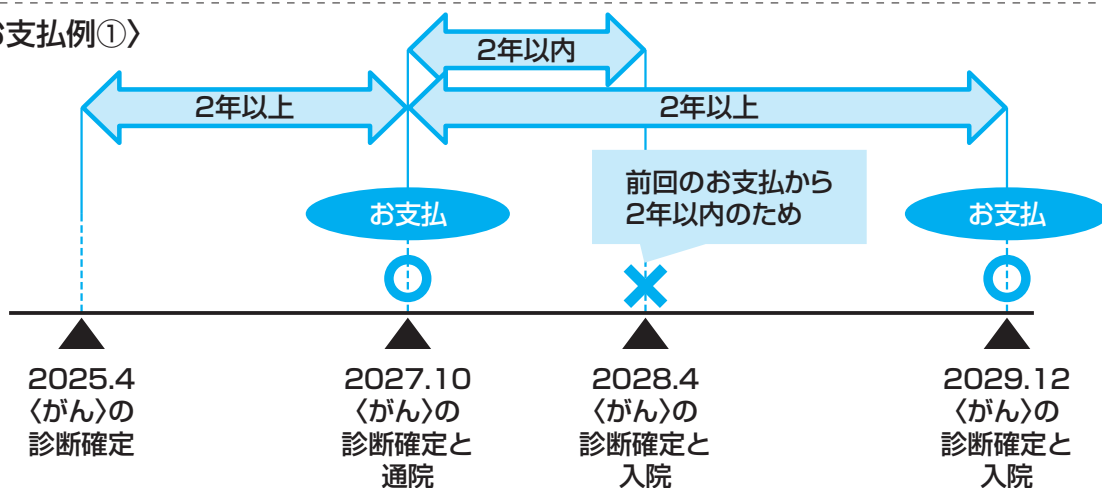 お支払例①〉
2年以内
2年以上
2年以上
前回のお支払から
2年以内のため
お支払
お支払
2025.4
〈がん〉の
診断確定
2027.10
〈がん〉の
診断確定と
通院
2028.4
〈がん〉の
診断確定と
入院
2029.12
〈がん〉の
診断確定と
入院